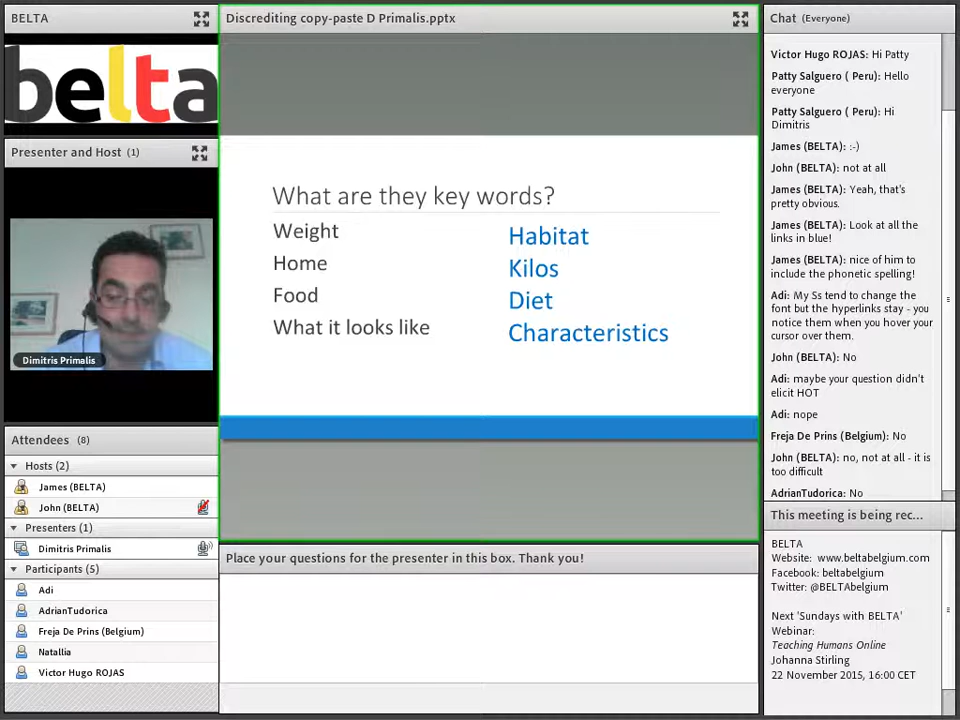 BELTA
belta
Presenter and Host (1)
Dimitris Primalis
Attendees (8)
Hosts (2)
James (BELTA)
John (BELTA)
Presenters (1)
Dimitris Primalis
Participants (5)
Adi
AdrianTudorica
Freja De Prins (Belgium)
Natallia
Victor Hugo ROJAS
Discrediting copy-paste D Primalis.pptx
What are they key words?
Weight
Home
Food
What it looks like
Habitat
Kilos
Diet
Characteristics
Place your questions for the presenter in this box. Thank you!
Chat (Everyone)
Victor Hugo ROJAS: Hi Patty
Patty Salguero ( Peru): Hello
everyone
Patty Salguero ( Peru): Hi
Dimitris
James (BELTA): :-)
John (BELTA): not at all
James (BELTA): Yeah, that's
pretty obvious.
James (BELTA): Look at all the
links in blue!
James (BELTA): nice of him to
include the phonetic spelling!
Adi: My Ss tend to change the
font but the hyperlinks stay - you
notice them when you hover your
cursor over them.
John (BELTA): No
Adi: maybe your question didn't
elicit HOT
Adi: nope
Freja De Prins (Belgium): No
John (BELTA): no, not at all - it is
too difficult
AdrianTudorica: No
This meeting is being rec...
BELTA
Website: www.beltabelgium.com
Facebook: beltabelgium
Twitter: @BELTAbelgium
Next 'Sundays with BELTA'
Webinar:
Teaching Humans Online
Johanna Stirling
22 November 2015, 16:00 CET